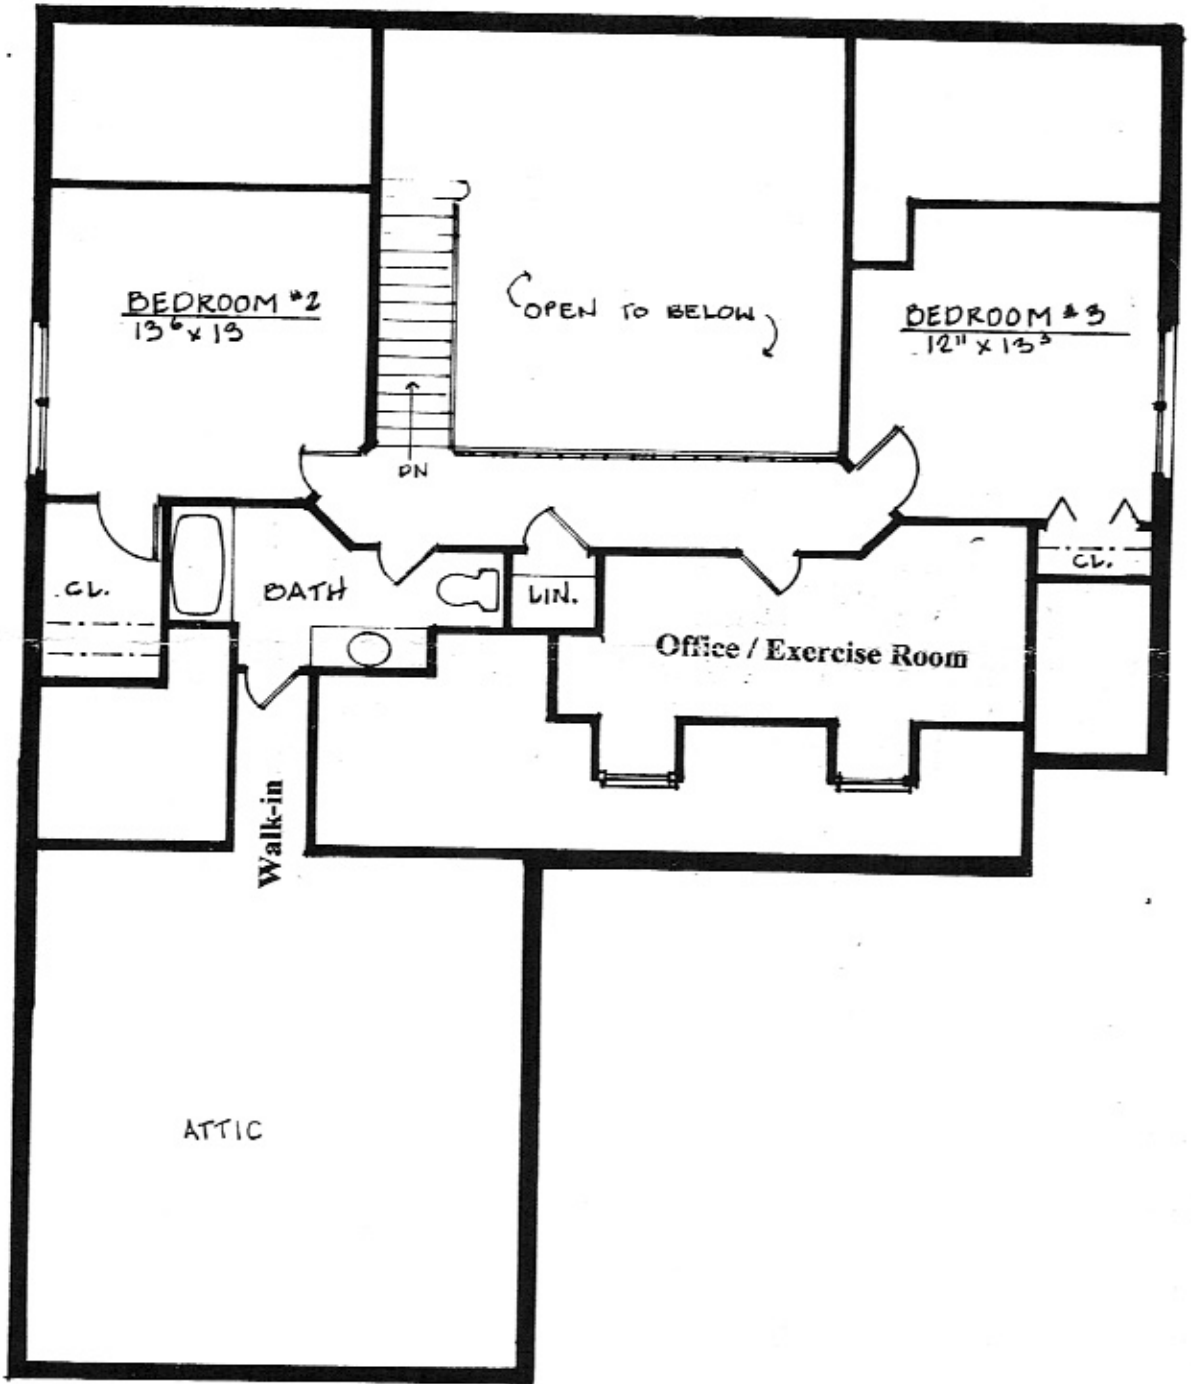 BEDROOM #2
13⁶ x 13
OPEN TO BELOW
BEDROOM #3
12¹¹ x 13³
DN
CL.
BATH
LIN.
CL.
Office / Exercise Room
Walk-in
ATTIC